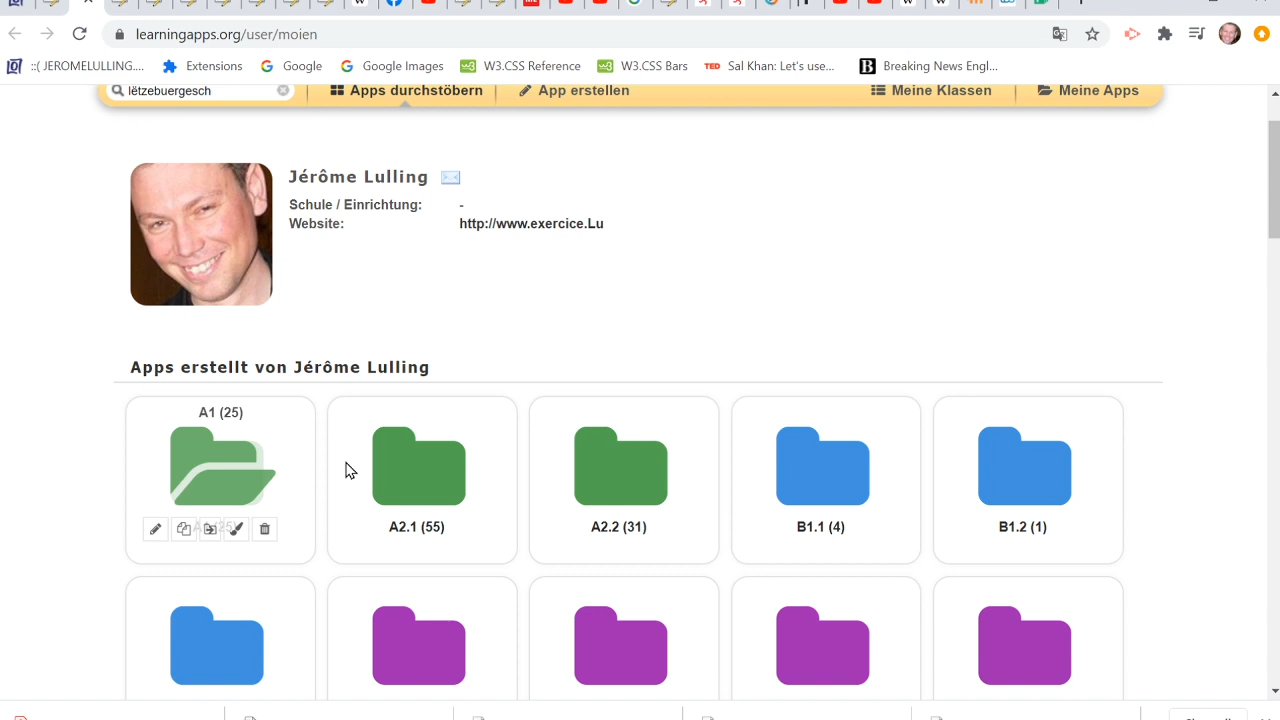 learningapps.org/user/moien
::( JEROMELULLING.... Extensions Google Google Images W3.CSS Reference W3.CSS Bars TED Sal Khan: Let's use... B Breaking News Engl...
lëtzebuergesch Apps durchstöbern App erstellen Meine Klassen Meine Apps
Jérôme Lulling
Schule / Einrichtung: -
Website: http://www.exercice.Lu
Apps erstellt von Jérôme Lulling
A1 (25)
A2.1 (55) A2.2 (31) B1.1 (4) B1.2 (1)